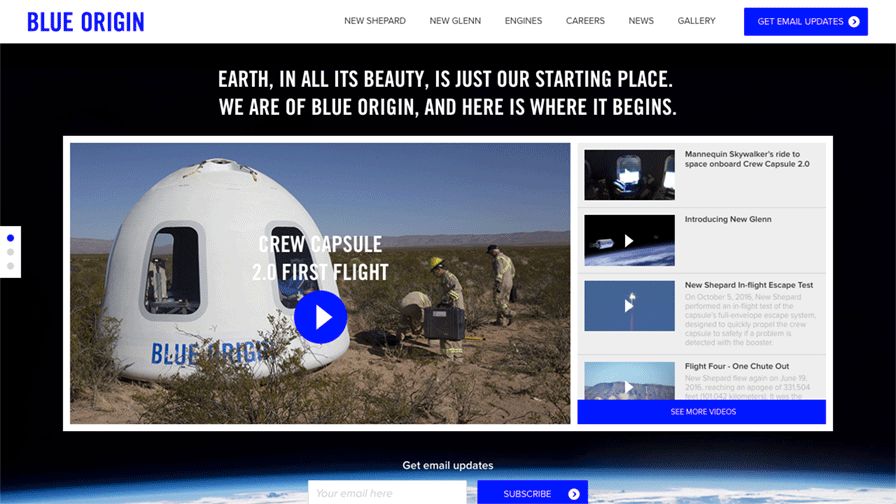 BLUE ORIGIN
NEW SHEPARD
NEW GLENN
ENGINES
CAREERS
NEWS
GALLERY
GET EMAIL UPDATES
EARTH, IN ALL ITS BEAUTY, IS JUST OUR STARTING PLACE.
WE ARE OF BLUE ORIGIN, AND HERE IS WHERE IT BEGINS.
CREW CAPSULE
2.0 FIRST FLIGHT
BLUE ORIGIN
Mannequin Skywalker's ride to
space onboard Crew Capsule 2.0
Introducing New Glenn
New Shepard In-flight Escape Test
On October 5, 2016, New Shepard
performed an in-flight test of the
capsule's full-envelope escape system,
designed to quickly propel the crew
capsule to safety if a problem is
detected with the booster.
Flight Four - One Chute Out
New Shepard flew again on June 19,
2016, reaching an apogee of 331,504
feet (101,042 kilometers). It was the
SEE MORE VIDEOS
Get email updates
Your email here
SUBSCRIBE